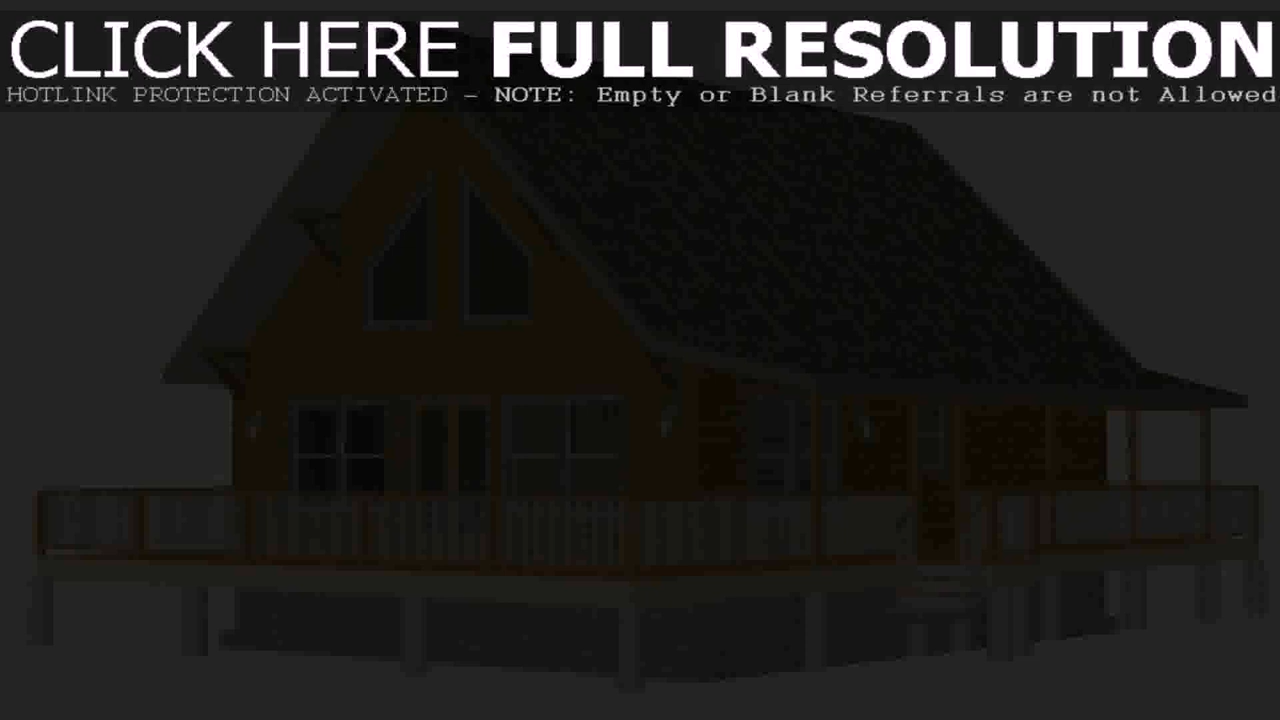 CLICK HERE FULL RESOLUTION
HOTLINK PROTECTION ACTIVATED - NOTE: Empty or Blank Referrals are not Allowed